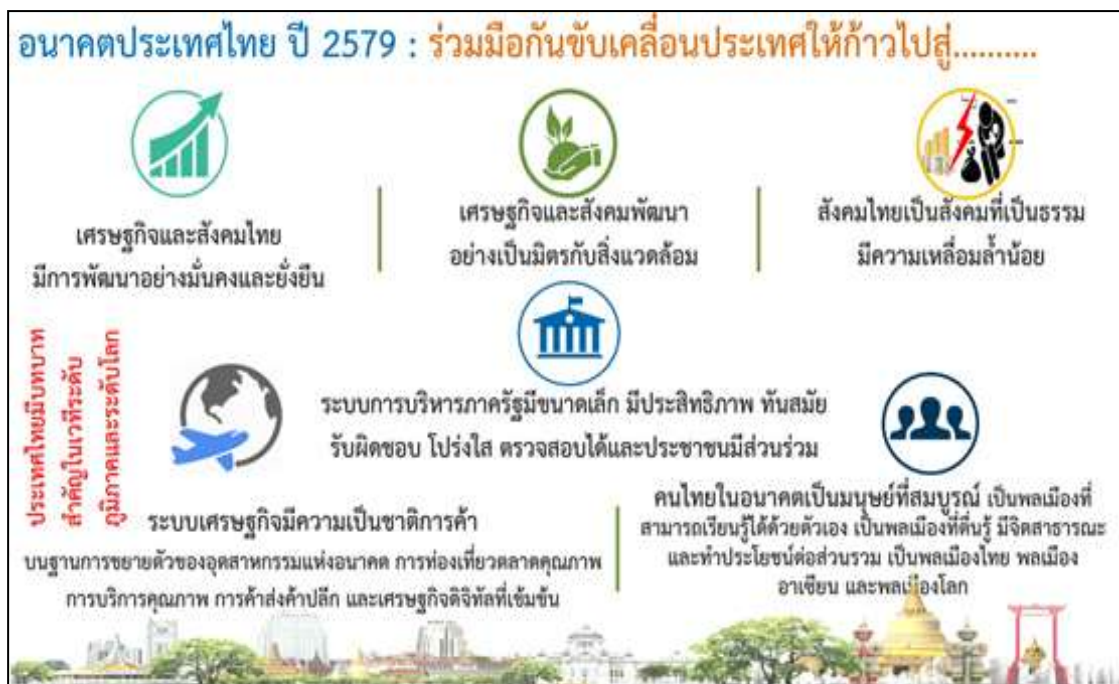 อนาคตประเทศไทย ปี 2579 : ร่วมมือกันขับเคลื่อนประเทศให้ก้าวไปสู่..........
เศรษฐกิจและสังคมไทย
มีการพัฒนาอย่างมั่นคงและยั่งยืน
เศรษฐกิจและสังคมพัฒนา
อย่างเป็นมิตรกับสิ่งแวดล้อม
สังคมไทยเป็นสังคมที่เป็นธรรม
มีความเหลื่อมล้ำน้อย
ประเทศไทยมีบทบาท
สำคัญในเวทีระดับ
ภูมิภาคและระดับโลก
ระบบการบริหารภาครัฐมีขนาดเล็ก มีประสิทธิภาพ ทันสมัย
รับผิดชอบ โปร่งใส ตรวจสอบได้และประชาชนมีส่วนร่วม
ระบบเศรษฐกิจมีความเป็นชาติการค้า
บนฐานการขยายตัวของอุตสาหกรรมแห่งอนาคต การท่องเที่ยวตลาดคุณภาพ
การบริการคุณภาพ การค้าส่งค้าปลีก และเศรษฐกิจดิจิทัลที่เข้มข้น
คนไทยในอนาคตเป็นมนุษย์ที่สมบูรณ์ เป็นพลเมืองที่
สามารถเรียนรู้ได้ด้วยตัวเอง เป็นพลเมืองที่ตื่นรู้ มีจิตสาธารณะ
และทำประโยชน์ต่อส่วนรวม เป็นพลเมืองไทย พลเมือง
อาเซียน และพลเมืองโลก